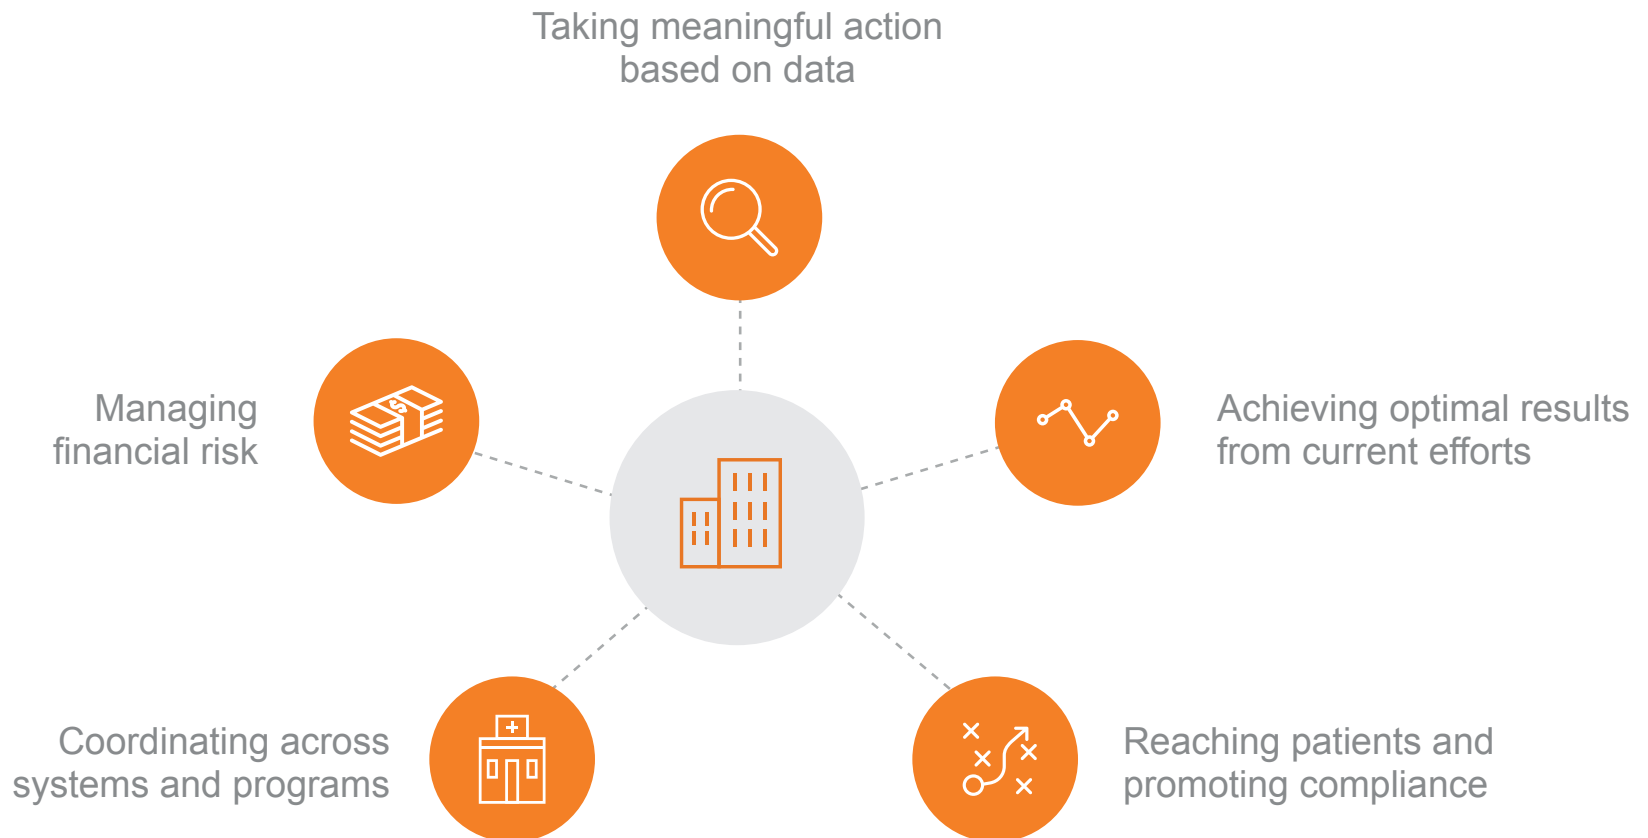 Taking meaningful action
based on data
Managing
financial risk
Achieving optimal results
from current efforts
Coordinating across
systems and programs
Reaching patients and
promoting compliance